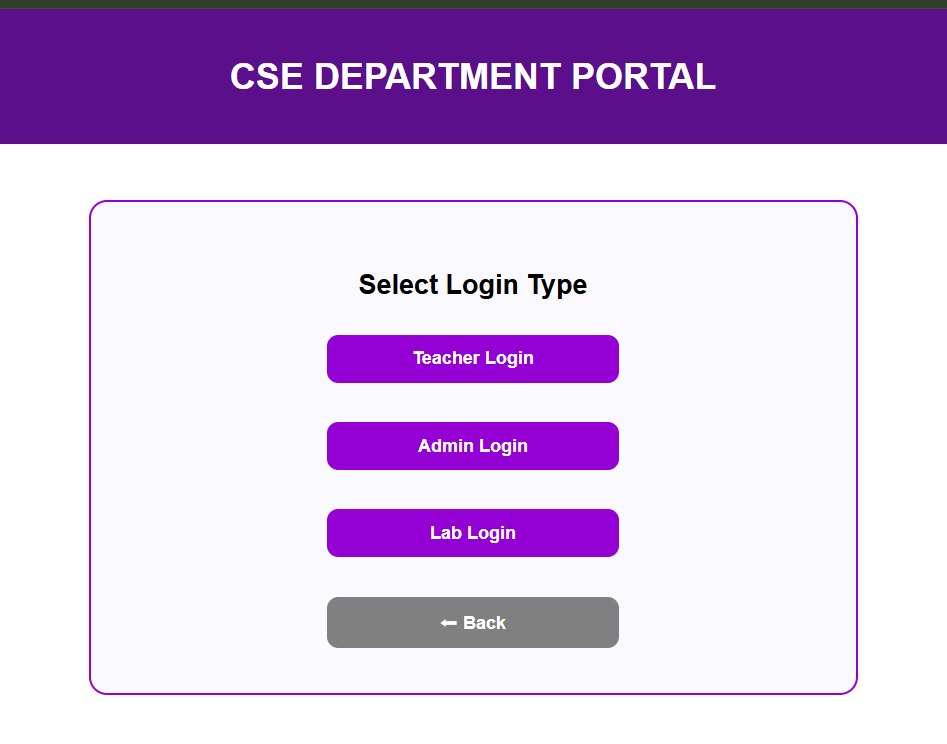 CSE DEPARTMENT PORTAL
Select Login Type
Teacher Login
Admin Login
Lab Login
⬅ Back